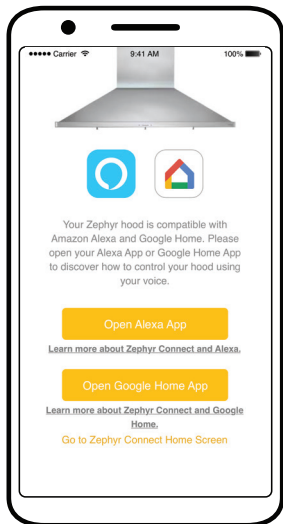 ●●●●● Carrier 9:41 AM 100%
Your Zephyr hood is compatible with
Amazon Alexa and Google Home. Please
open your Alexa App or Google Home App
to discover how to control your hood using
your voice.
Open Alexa App
Learn more about Zephyr Connect and Alexa.
Open Google Home App
Learn more about Zephyr Connect and Google
Home.
Go to Zephyr Connect Home Screen